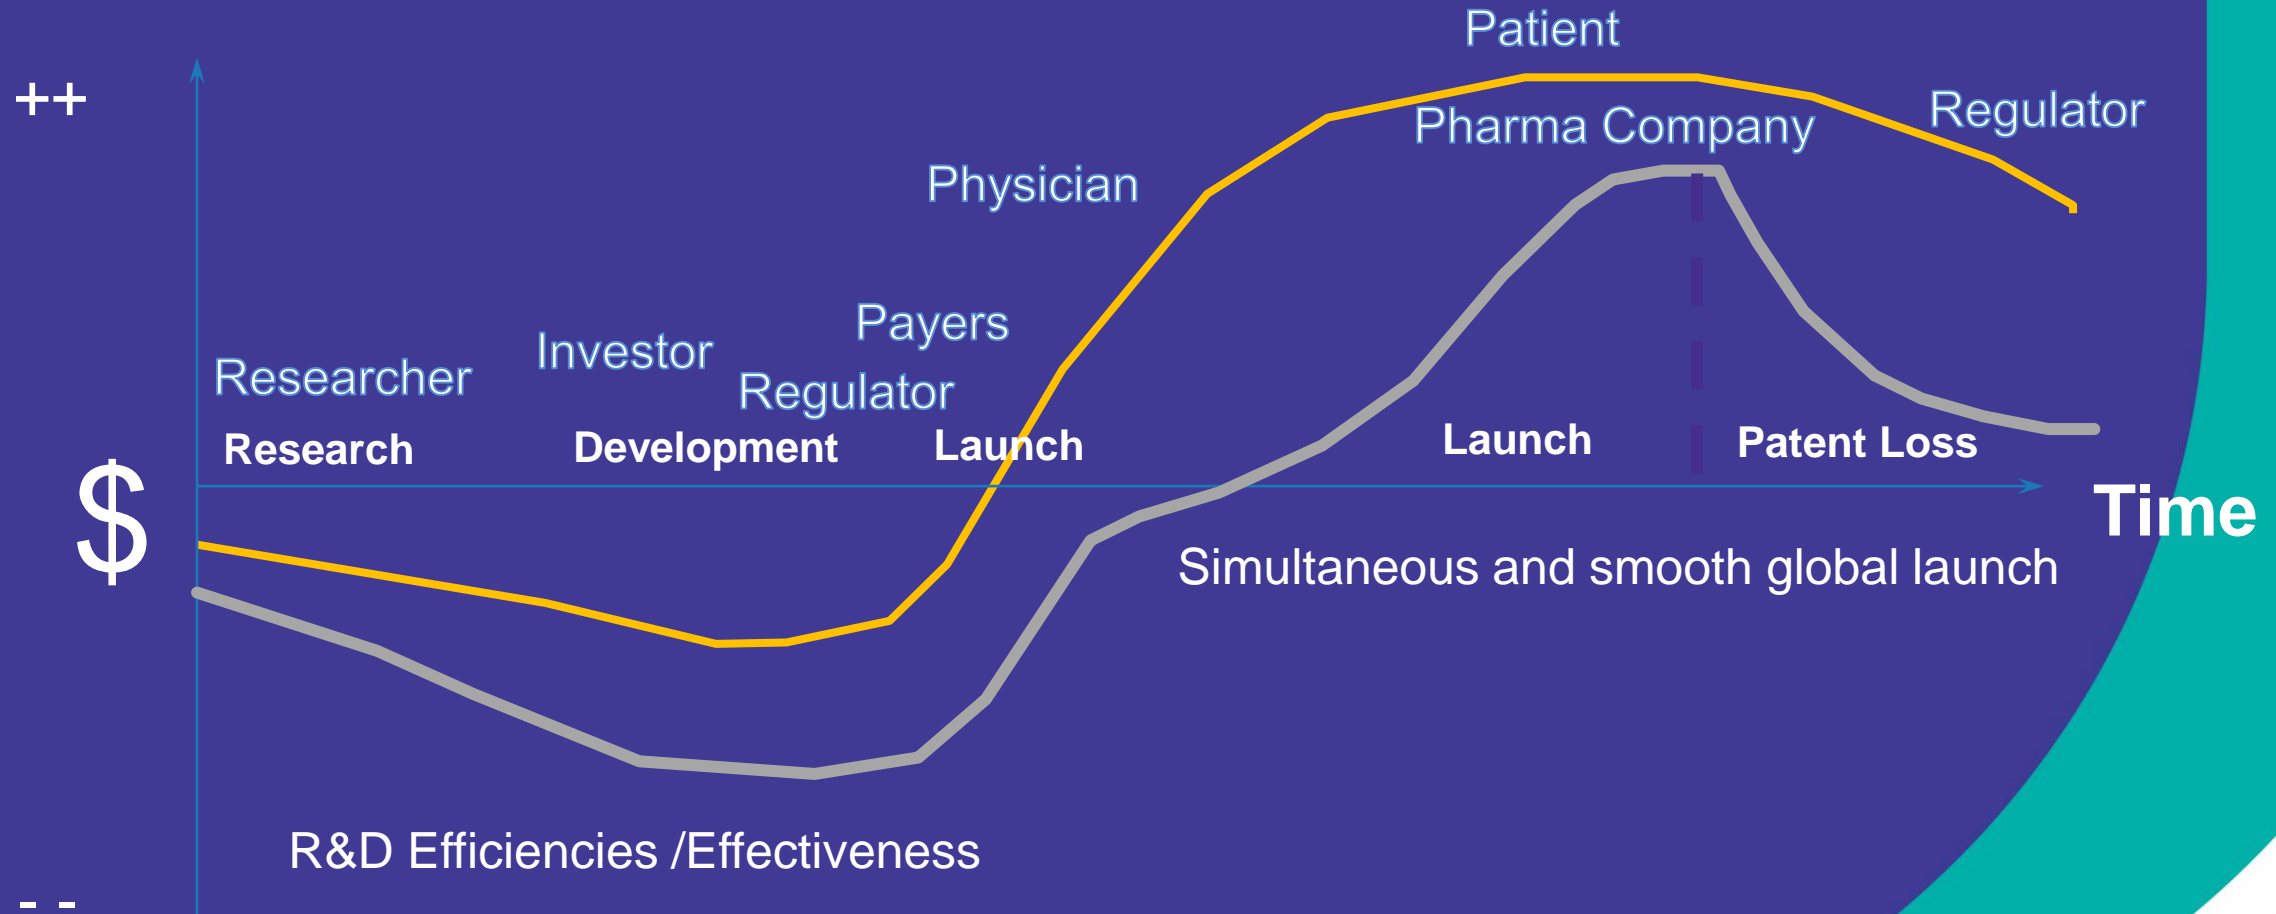 Patient
++
Regulator
Pharma Company
Physician
Payers
Investor
Researcher
Regulator
Research
Development
Launch
Launch
Patent Loss
$
Time
Simultaneous and smooth global launch
R&D Efficiencies /Effectiveness
- -